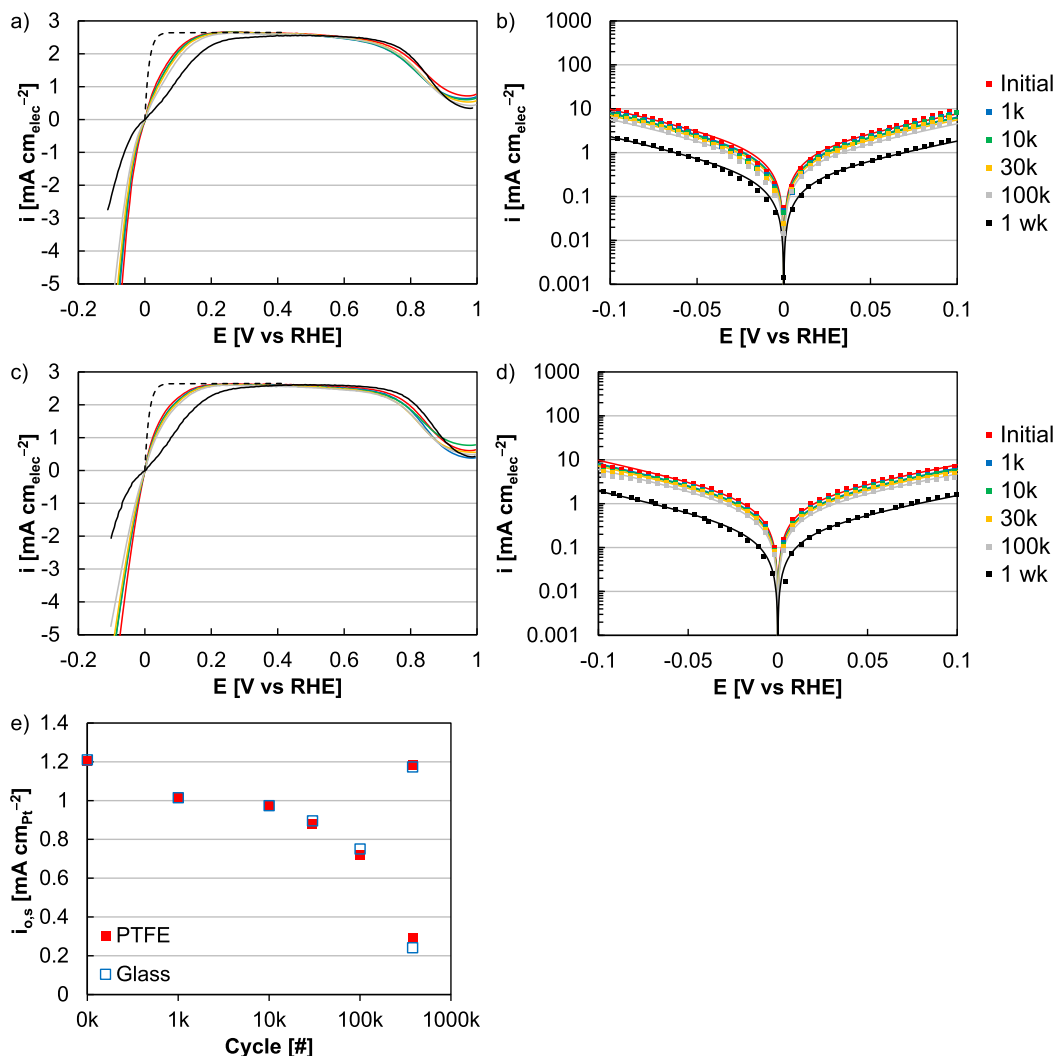 a)
3
2
1
0
-1
-2
-3
-4
-5
i [mA cm_elec⁻²]
-0.2 0 0.2 0.4 0.6 0.8 1
E [V vs RHE]
b)
1000
100
10
1
0.1
0.01
0.001
i [mA cm_elec⁻²]
-0.1 -0.05 0 0.05 0.1
E [V vs RHE]
Initial
1k
10k
30k
100k
1 wk
c)
3
2
1
0
-1
-2
-3
-4
-5
i [mA cm_elec⁻²]
-0.2 0 0.2 0.4 0.6 0.8 1
E [V vs RHE]
d)
1000
100
10
1
0.1
0.01
0.001
i [mA cm_elec⁻²]
-0.1 -0.05 0 0.05 0.1
E [V vs RHE]
Initial
1k
10k
30k
100k
1 wk
e)
1.4
1.2
1
0.8
0.6
0.4
0.2
0
i_o,s [mA cm_Pt⁻²]
PTFE
Glass
0k 1k 10k 100k 1000k
Cycle [#]